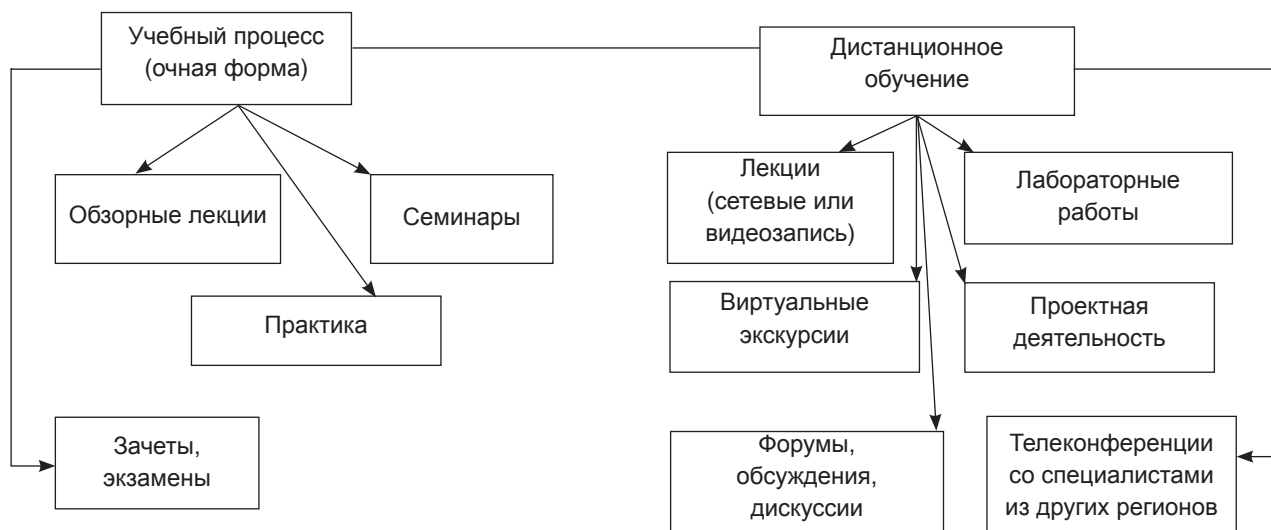 Учебный процесс
(очная форма)
Дистанционное
обучение
Обзорные лекции
Семинары
Практика
Лекции
(сетевые или
видеозапись)
Лабораторные
работы
Виртуальные
экскурсии
Проектная
деятельность
Зачеты,
экзамены
Форумы,
обсуждения,
дискуссии
Телеконференции
со специалистами
из других регионов